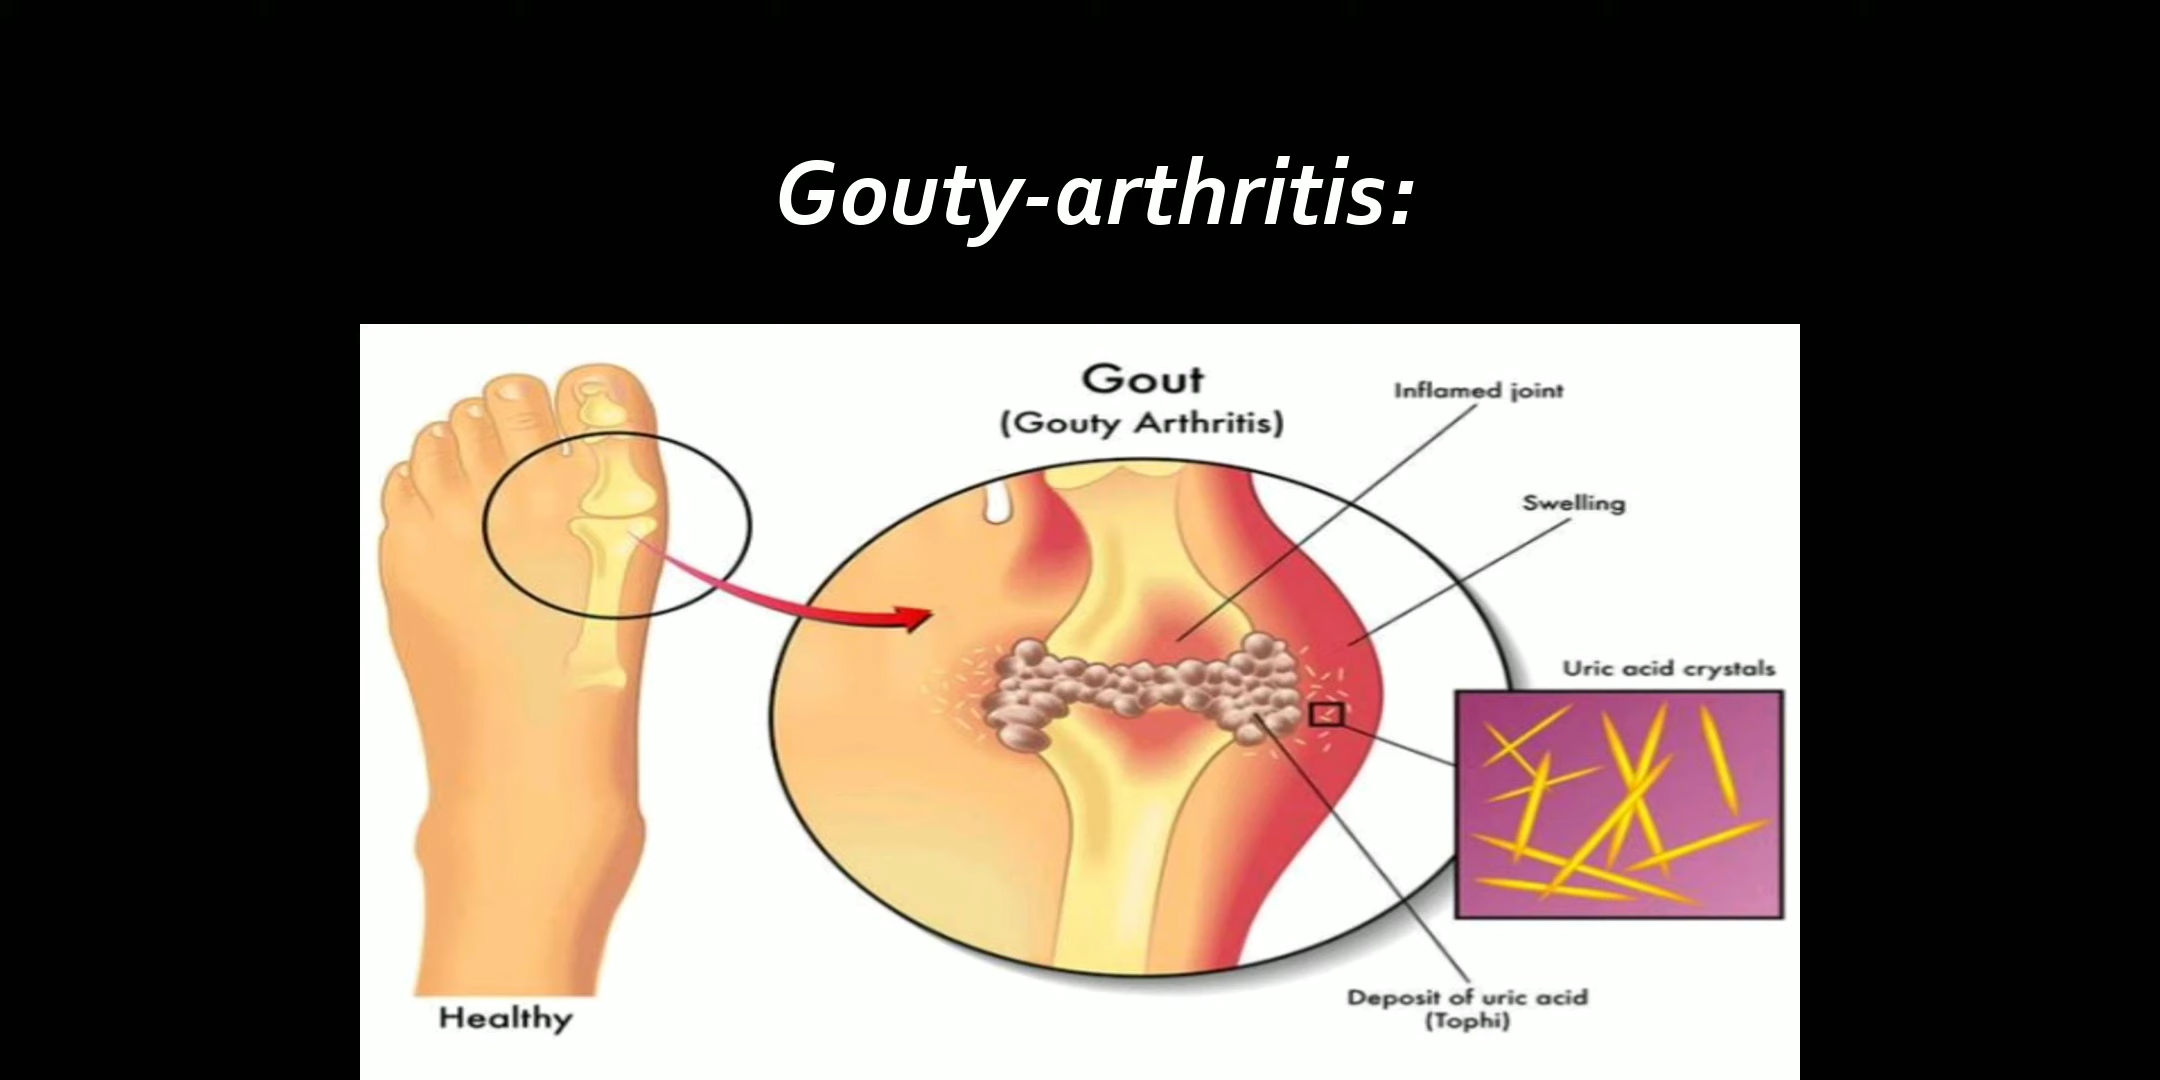 Gouty-arthritis:
Gout
(Gouty Arthritis)
Inflamed joint
Swelling
Uric acid crystals
Deposit of uric acid
(Tophi)
Healthy